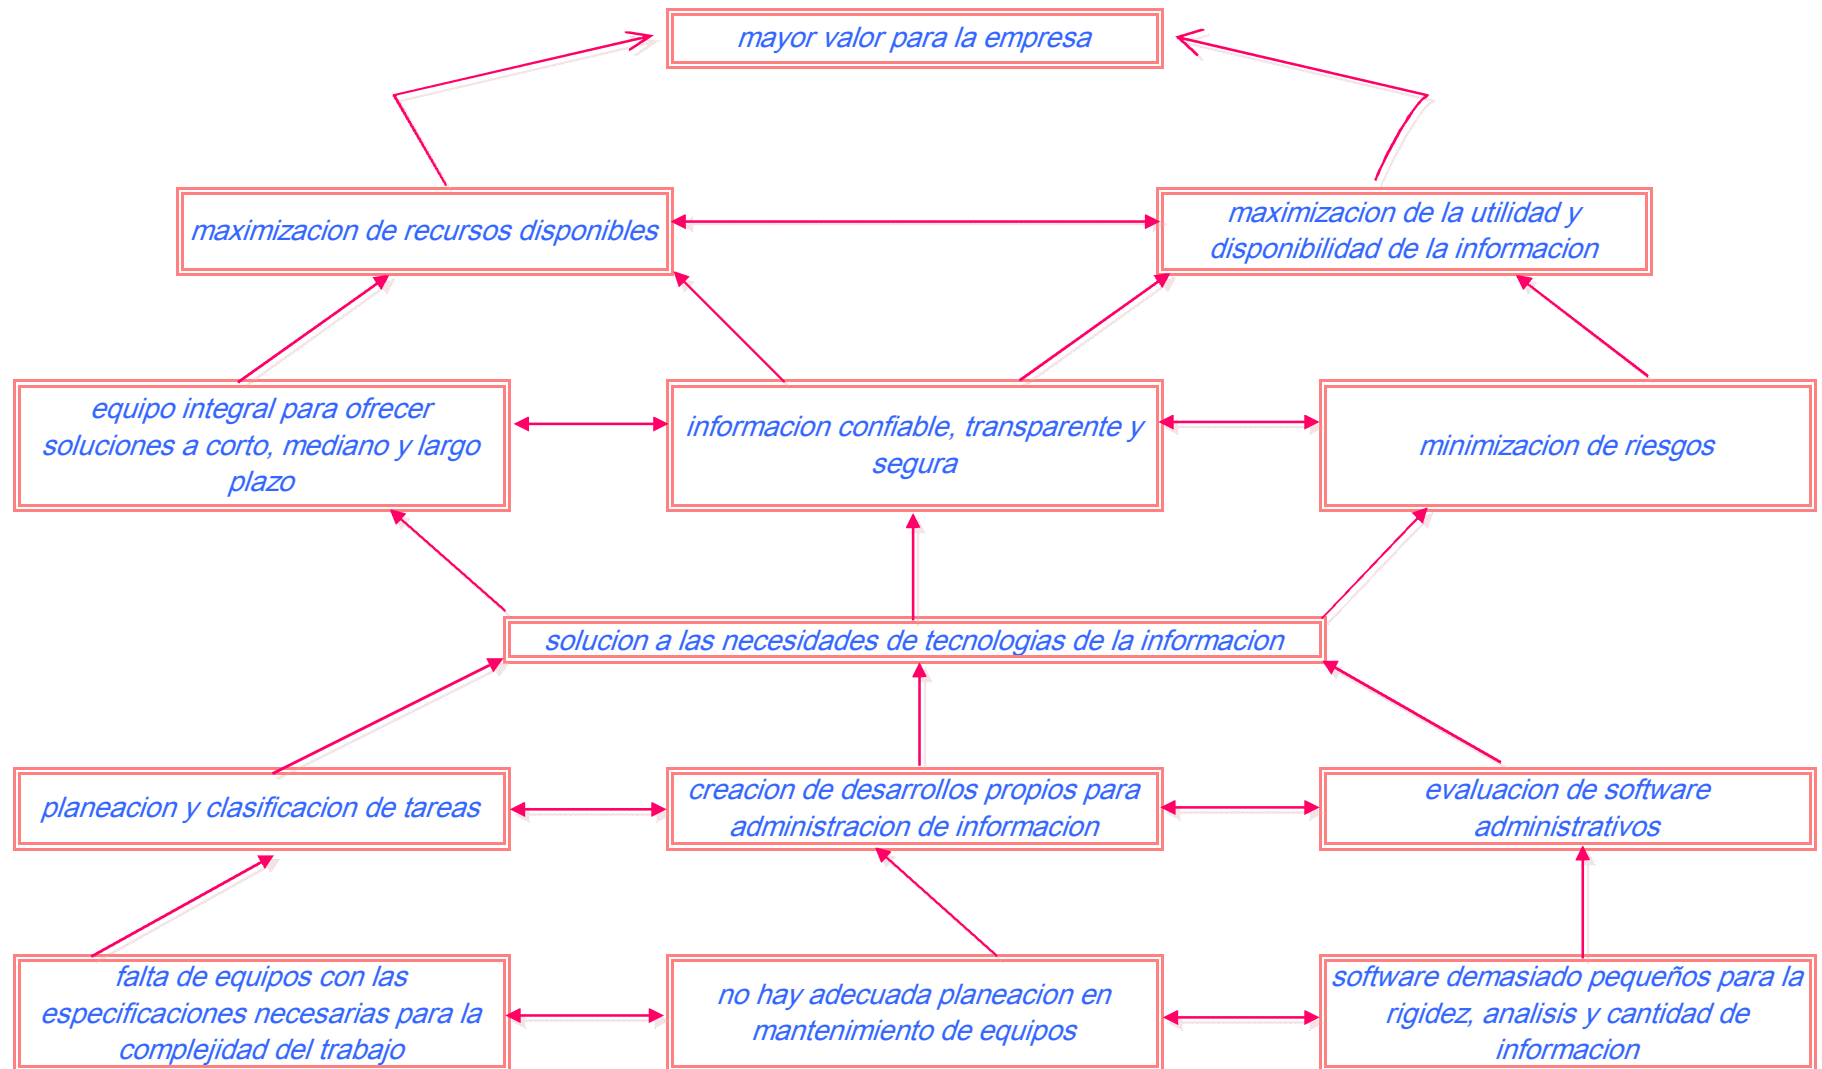 mayor valor para la empresa
maximizacion de recursos disponibles
maximizacion de la utilidad y
disponibilidad de la informacion
equipo integral para ofrecer
soluciones a corto, mediano y largo
plazo
informacion confiable, transparente y
segura
minimizacion de riesgos
solucion a las necesidades de tecnologias de la informacion
planeacion y clasificacion de tareas
creacion de desarrollos propios para
administracion de informacion
evaluacion de software
administrativos
falta de equipos con las
especificaciones necesarias para la
complejidad del trabajo
no hay adecuada planeacion en
mantenimiento de equipos
software demasiado pequeños para la
rigidez, analisis y cantidad de
informacion